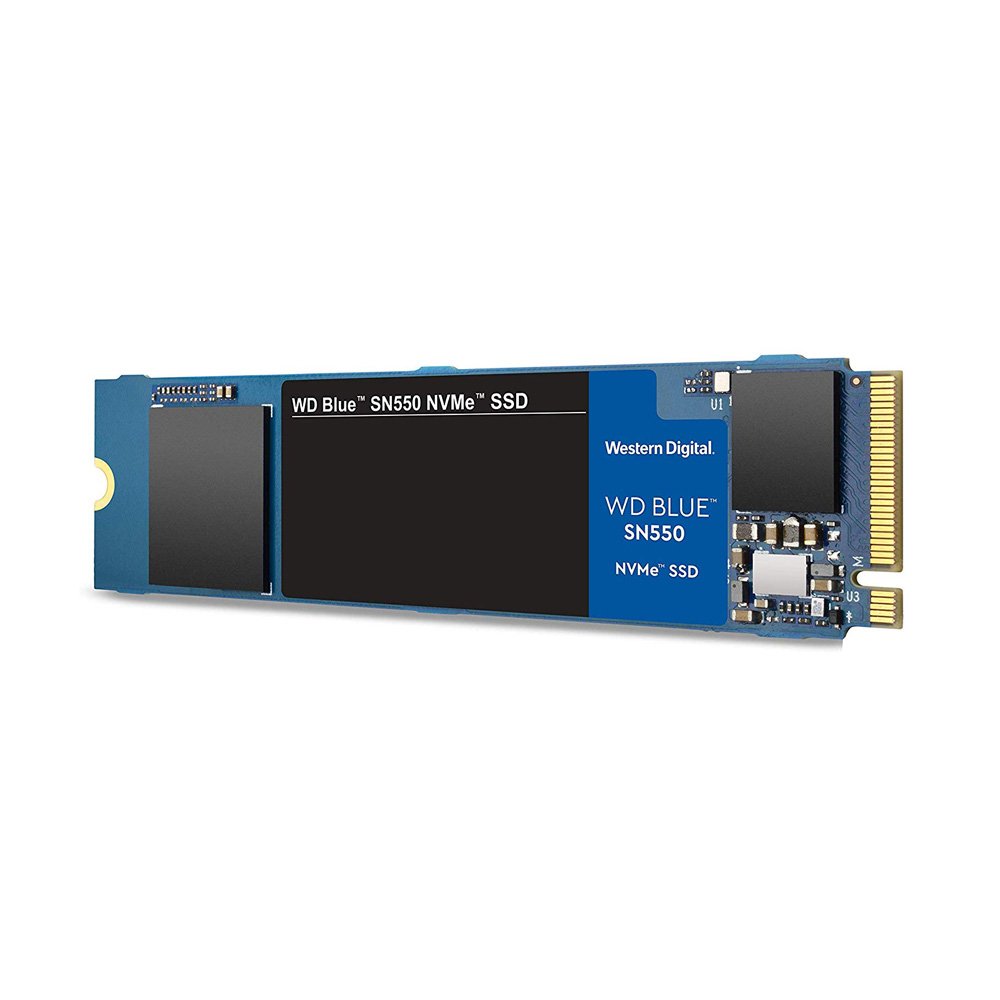 WD Blue™ SN550 NVMe™ SSD
Western Digital.
WD BLUE™
SN550
NVMe™ SSD
U1
M
U3